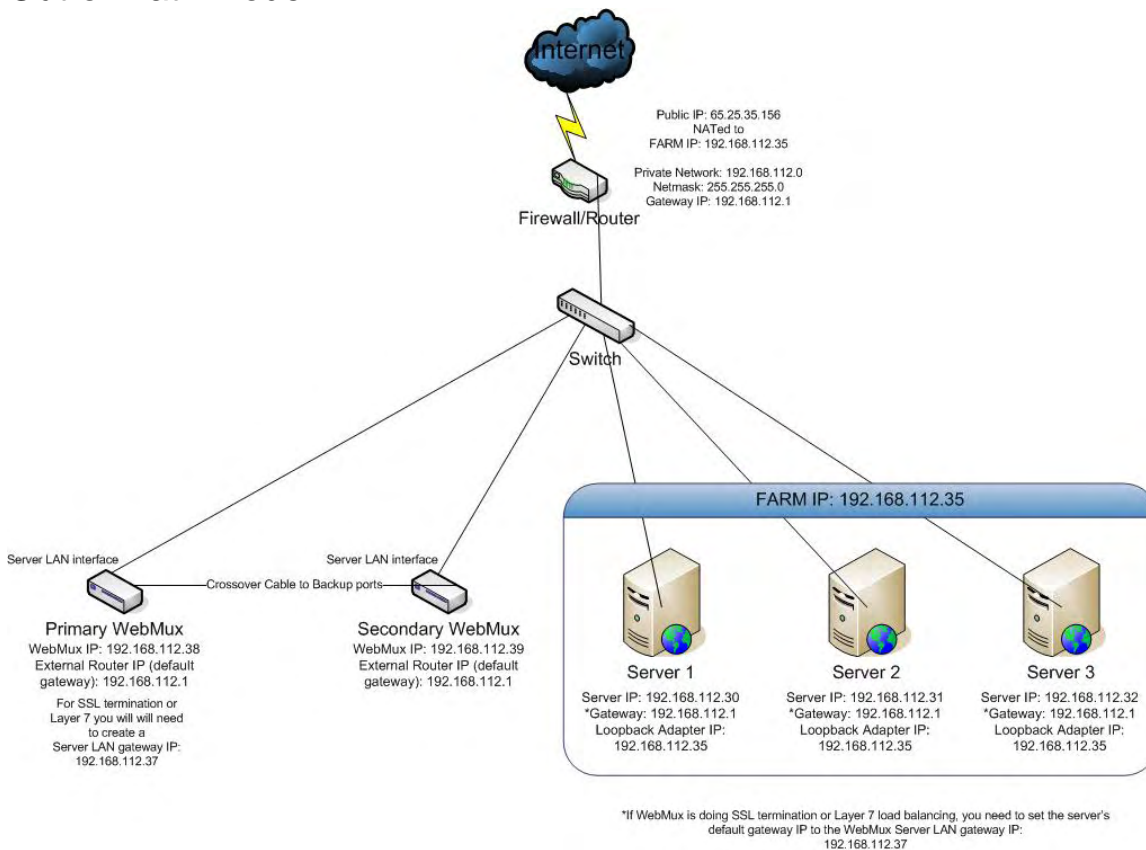 Internet
Public IP: 65.25.35.156
NATed to
FARM IP: 192.168.112.35
Private Network: 192.168.112.0
Netmask: 255.255.255.0
Gateway IP: 192.168.112.1
Firewall/Router
Switch
FARM IP: 192.168.112.35
Server LAN interface
Server LAN interface
Crossover Cable to Backup ports
Primary WebMux
WebMux IP: 192.168.112.38
External Router IP (default
gateway): 192.168.112.1
For SSL termination or
Layer 7 you will will need
to create a
Server LAN gateway IP:
192.168.112.37
Secondary WebMux
WebMux IP: 192.168.112.39
External Router IP (default
gateway): 192.168.112.1
Server 1
Server IP: 192.168.112.30
*Gateway: 192.168.112.1
Loopback Adapter IP:
192.168.112.35
Server 2
Server IP: 192.168.112.31
*Gateway: 192.168.112.1
Loopback Adapter IP:
192.168.112.35
Server 3
Server IP: 192.168.112.32
*Gateway: 192.168.112.1
Loopback Adapter IP:
192.168.112.35
*If WebMux is doing SSL termination or Layer 7 load balancing, you need to set the server's
default gateway IP to the WebMux Server LAN gateway IP:
192.168.112.37